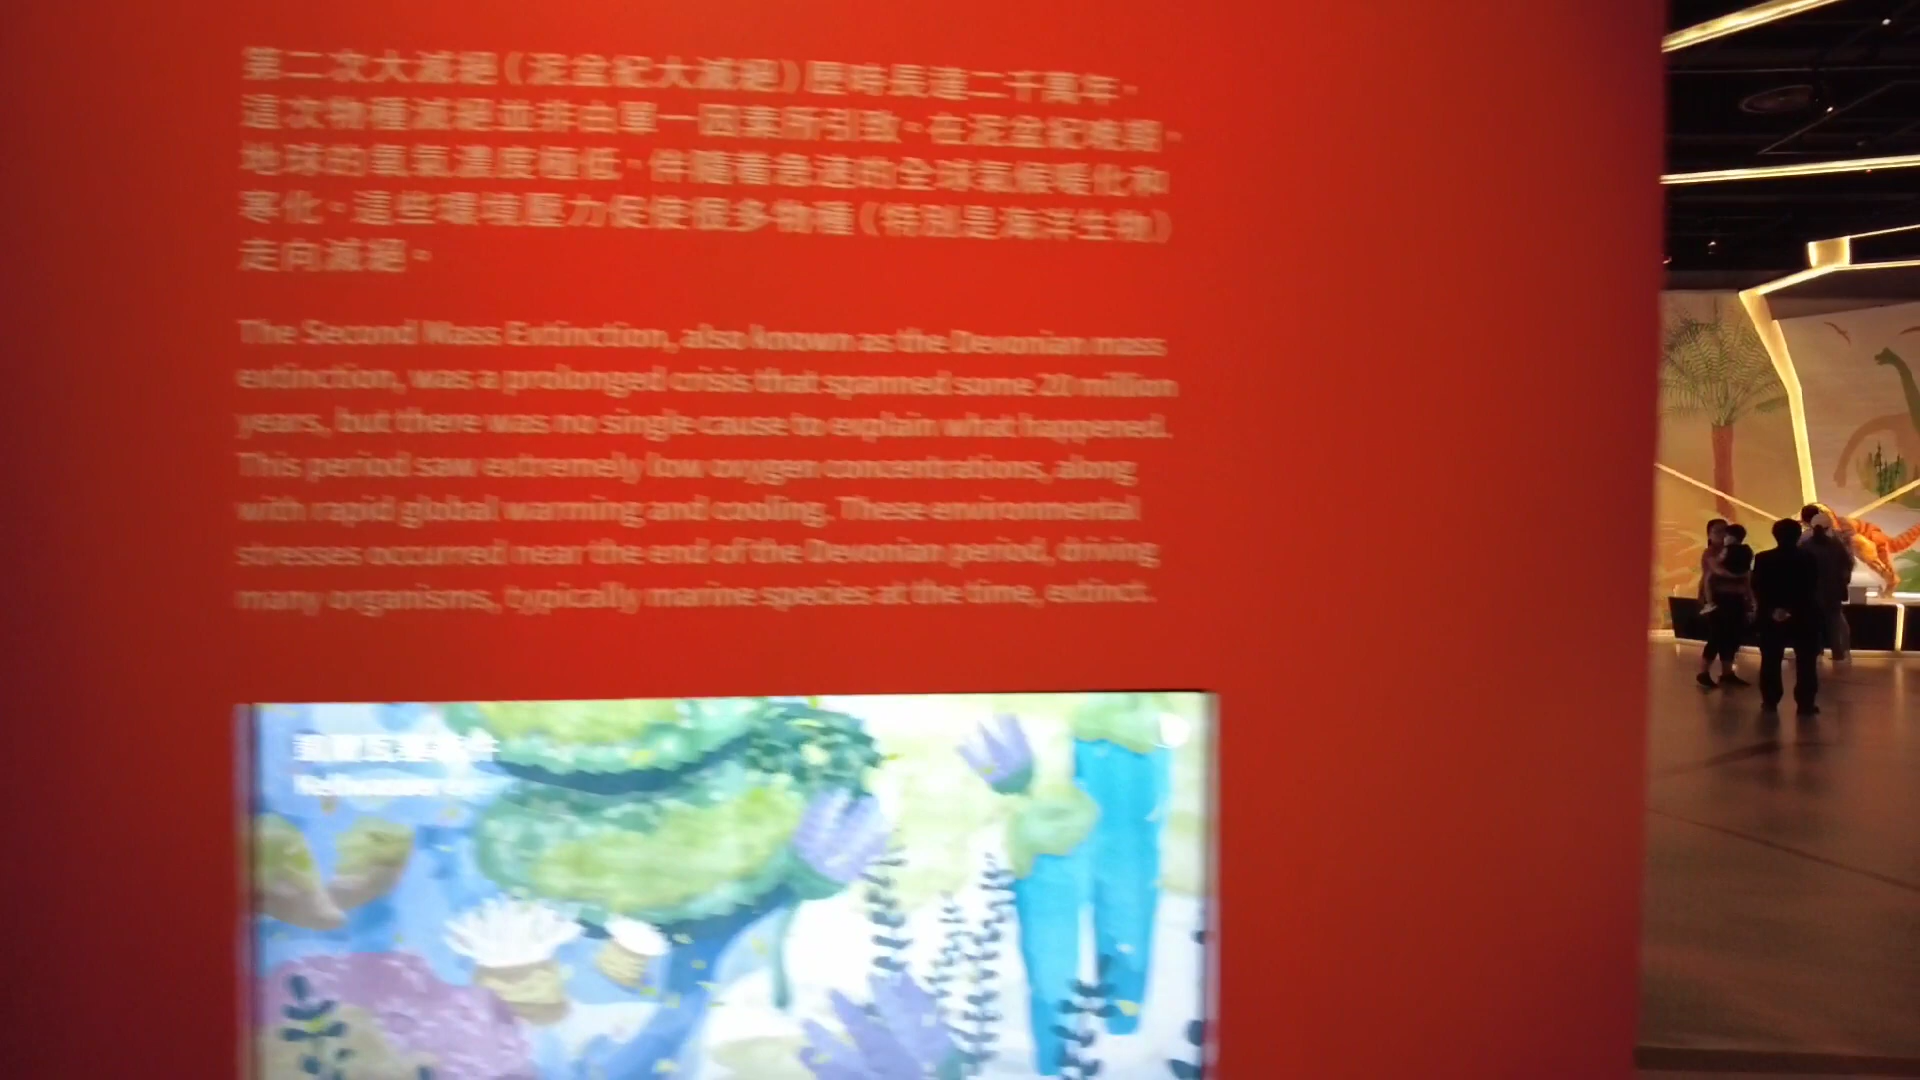 第二次大滅絕（泥盆紀大滅絕）歷時長達二千萬年，
這次物種滅絕並非由單一因素所引致。在泥盆紀晚期，
地球的氧氣濃度極低，伴隨着急速的全球氣候暖化和
寒化。這些環境壓力促使很多物種（特別是海洋生物）
走向滅絕。
The Second Mass Extinction, also known as the Devonian mass
extinction, was a prolonged crisis that spanned some 20 million
years, but there was no single cause to explain what happened.
This period saw extremely low oxygen concentrations, along
with rapid global warming and cooling. These environmental
stresses occurred near the end of the Devonian period, driving
many organisms, typically marine species at the time, extinct.